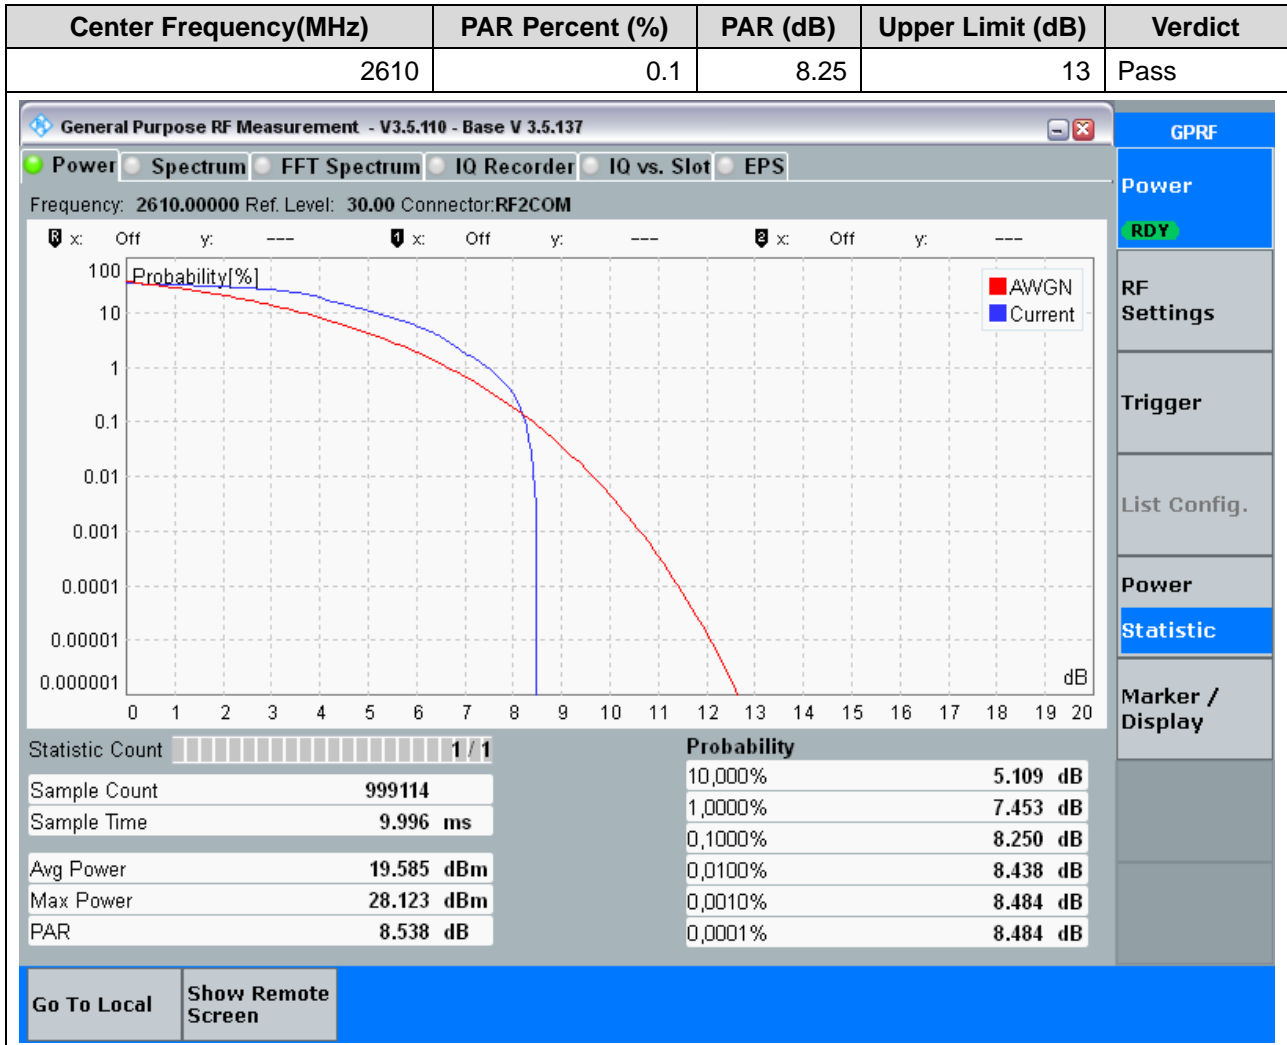 Center Frequency(MHz) PAR Percent (%) PAR (dB) Upper Limit (dB) Verdict
2610 0.1 8.25 13 Pass
General Purpose RF Measurement - V3.5.110 - Base V 3.5.137
GPRF
Power Spectrum FFT Spectrum IQ Recorder IQ vs. Slot EPS
Power
RDY
Frequency: 2610.00000 Ref. Level: 30.00 Connector:RF2COM
R x: Off y: --- 1 x: Off y: --- 2 x: Off y: ---
Probability[%]
AWGN
Current
100
10
1
0.1
0.01
0.001
0.0001
0.00001
0.000001
dB
0 1 2 3 4 5 6 7 8 9 10 11 12 13 14 15 16 17 18 19 20
RF
Settings
Trigger
List Config.
Power
Statistic
Marker /
Display
Statistic Count 1 / 1
Sample Count 999114
Sample Time 9.996 ms
Avg Power 19.585 dBm
Max Power 28.123 dBm
PAR 8.538 dB
Probability
10,000% 5.109 dB
1,0000% 7.453 dB
0,1000% 8.250 dB
0,0100% 8.438 dB
0,0010% 8.484 dB
0,0001% 8.484 dB
Go To Local
Show Remote
Screen